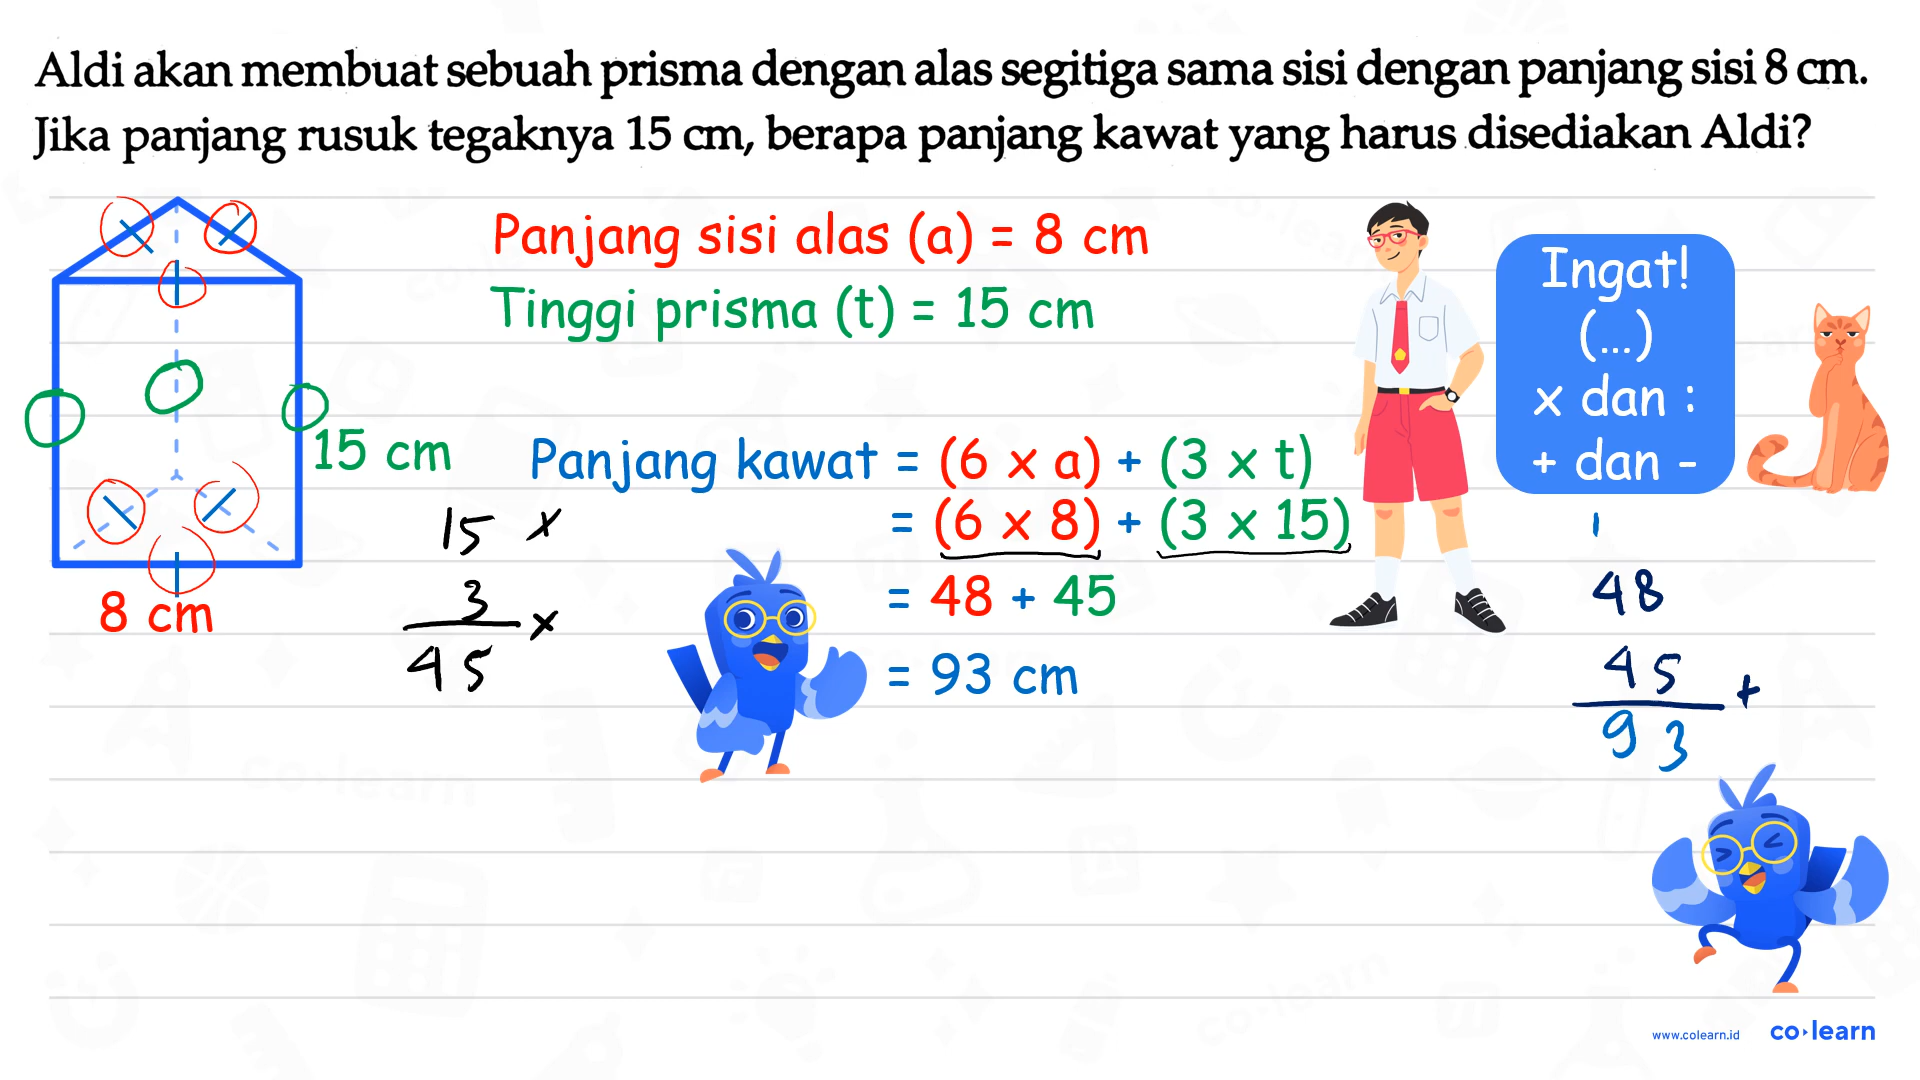 Aldi akan membuat sebuah prisma dengan alas segitiga sama sisi dengan panjang sisi 8 cm.
Jika panjang rusuk tegaknya 15 cm, berapa panjang kawat yang harus disediakan Aldi?
Panjang sisi alas (a) = 8 cm
Tinggi prisma (t) = 15 cm
15 cm
8 cm
Panjang kawat = (6 x a) + (3 x t)
= (6 x 8) + (3 x 15)
= 48 + 45
= 93 cm
15 x
3
x
45
Ingat!
(...)
x dan :
+ dan -
1
48
45
+
93
co·learn
www.colearn.id
co·learn